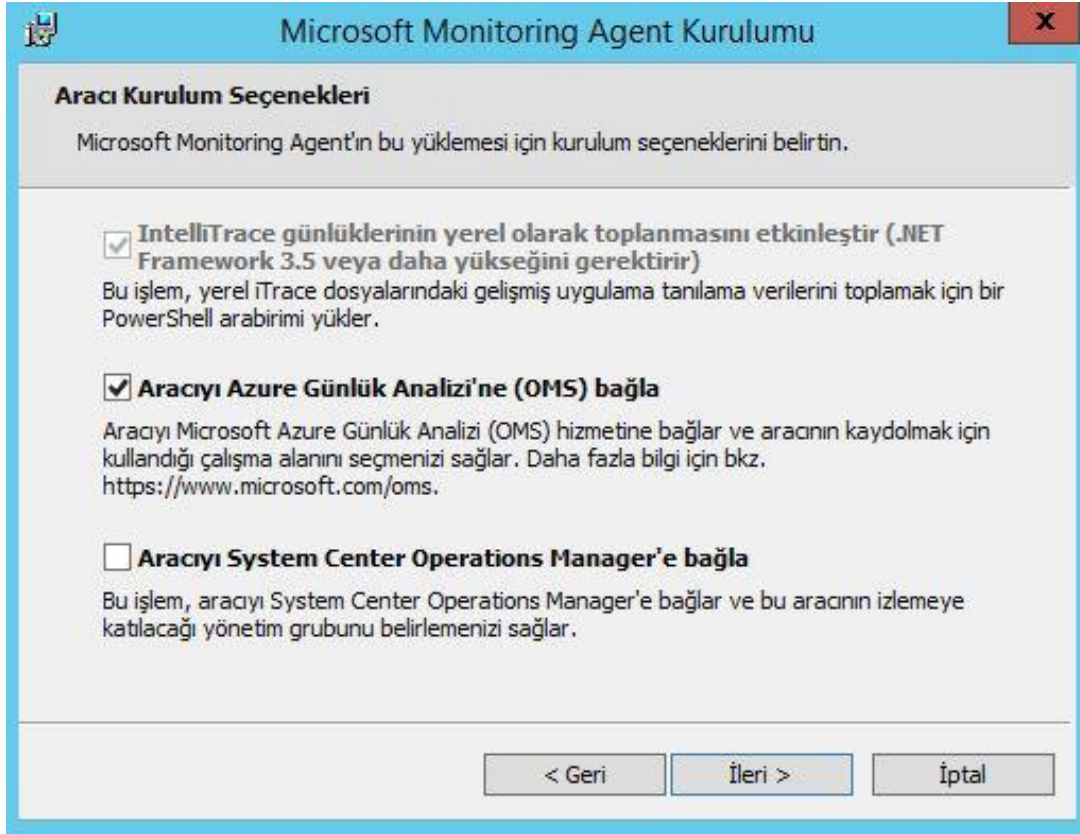 Microsoft Monitoring Agent Kurulumu
x
Aracı Kurulum Seçenekleri
Microsoft Monitoring Agent'ın bu yüklemesi için kurulum seçeneklerini belirtin.
IntelliTrace günlüklerinin yerel olarak toplanmasını etkinleştir (.NET
Framework 3.5 veya daha yükseğini gerektirir)
Bu işlem, yerel iTrace dosyalarındaki gelişmiş uygulama tanılama verilerini toplamak için bir
PowerShell arabirimi yükler.
Aracıyı Azure Günlük Analizi'ne (OMS) bağla
Aracıyı Microsoft Azure Günlük Analizi (OMS) hizmetine bağlar ve aracının kaydolmak için
kullandığı çalışma alanını seçmenizi sağlar. Daha fazla bilgi için bkz.
https://www.microsoft.com/oms.
Aracıyı System Center Operations Manager'e bağla
Bu işlem, aracıyı System Center Operations Manager'e bağlar ve bu aracının izlemeye
katılacağı yönetim grubunu belirlemenizi sağlar.
< Geri İleri > İptal